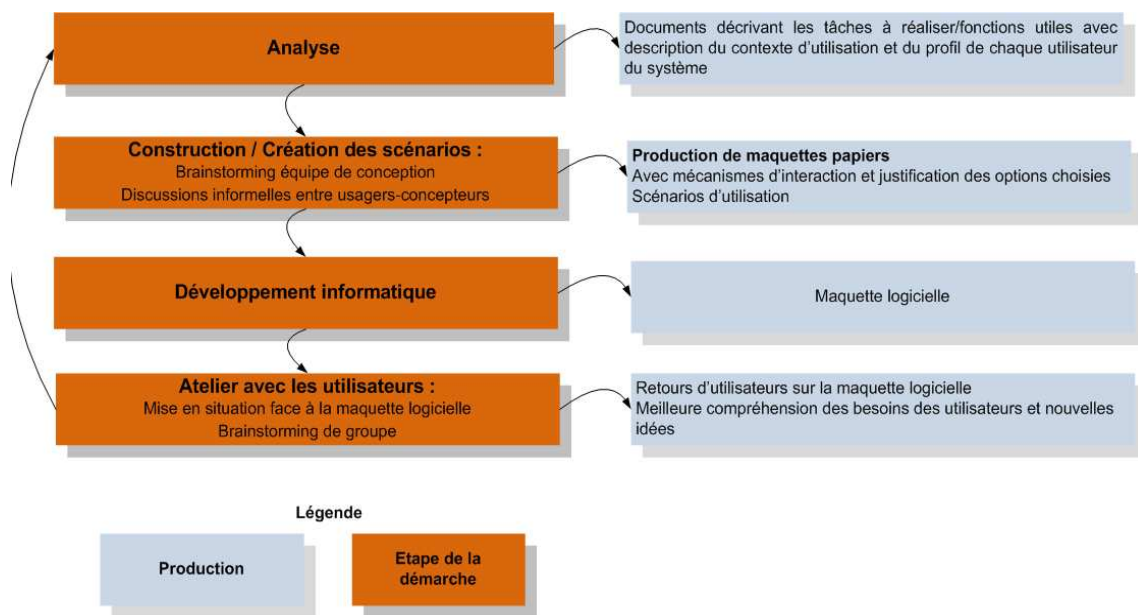 Analyse
Documents décrivant les tâches à réaliser/fonctions utiles avec
description du contexte d'utilisation et du profil de chaque utilisateur
du système
Construction / Création des scénarios :
Brainstorming équipe de conception
Discussions informelles entre usagers-concepteurs
Production de maquettes papiers
Avec mécanismes d'interaction et justification des options choisies
Scénarios d'utilisation
Développement informatique
Maquette logicielle
Atelier avec les utilisateurs :
Mise en situation face à la maquette logicielle
Brainstorming de groupe
Retours d'utilisateurs sur la maquette logicielle
Meilleure compréhension des besoins des utilisateurs et nouvelles
idées
Légende
Production
Etape de la
démarche